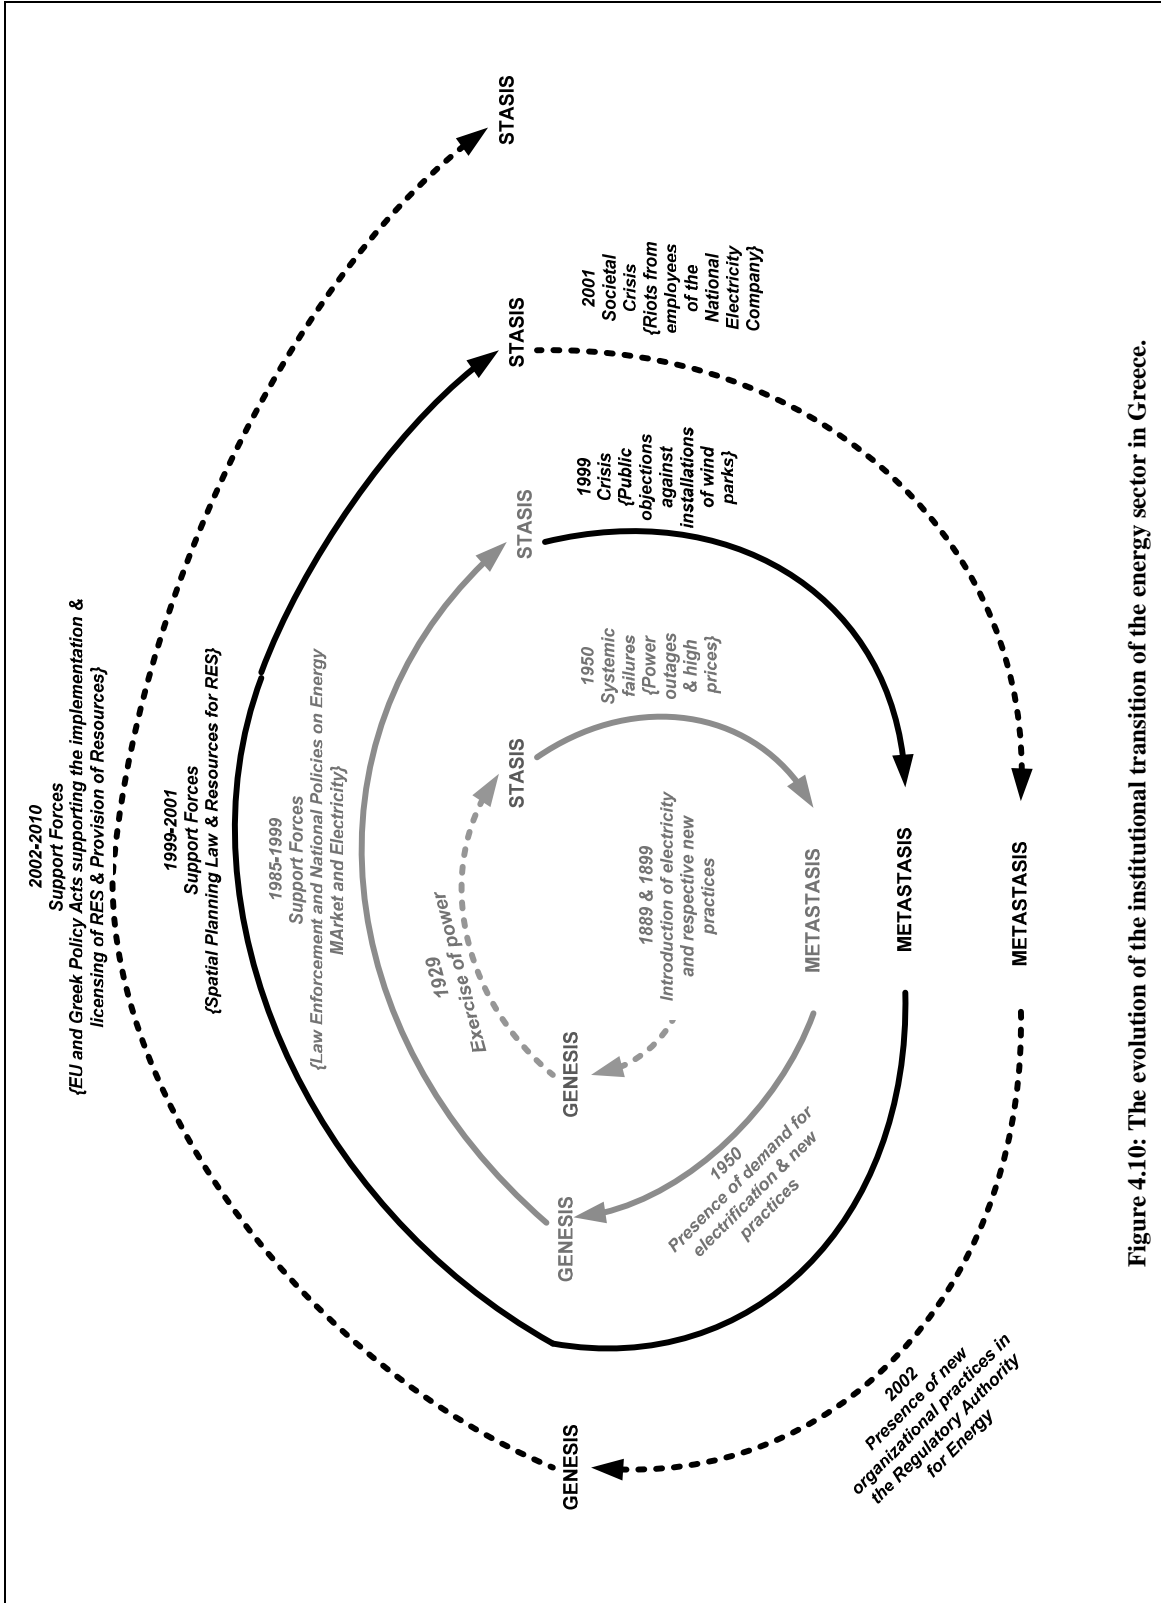 2002-2010
Support Forces
{EU and Greek Policy Acts supporting the implementation &
licensing of RES & Provision of Resources}
1999-2001
Support Forces
{Spatial Planning Law & Resources for RES}
1985-1999
Support Forces
{Law Enforcement and National Policies on Energy
MArket and Electricity}
1929
Exercise of power
STASIS
STASIS
STASIS
STASIS
GENESIS
GENESIS
GENESIS
1889 & 1899
Introduction of electricity
and respective new
practices
1950
Systemic
failures
{Power
outages
& high
prices}
1999
Crisis
{Public
objections
against
installations
of wind
parks}
2001
Societal
Crisis
{Riots from
employees
of the
National
Electricity
Company}
1950
Presence of demand for
electrification & new
practices
METASTASIS
METASTASIS
METASTASIS
2002
Presence of new
organizational practices in
the Regulatory Authority
for Energy
Figure 4.10: The evolution of the institutional transition of the energy sector in Greece.